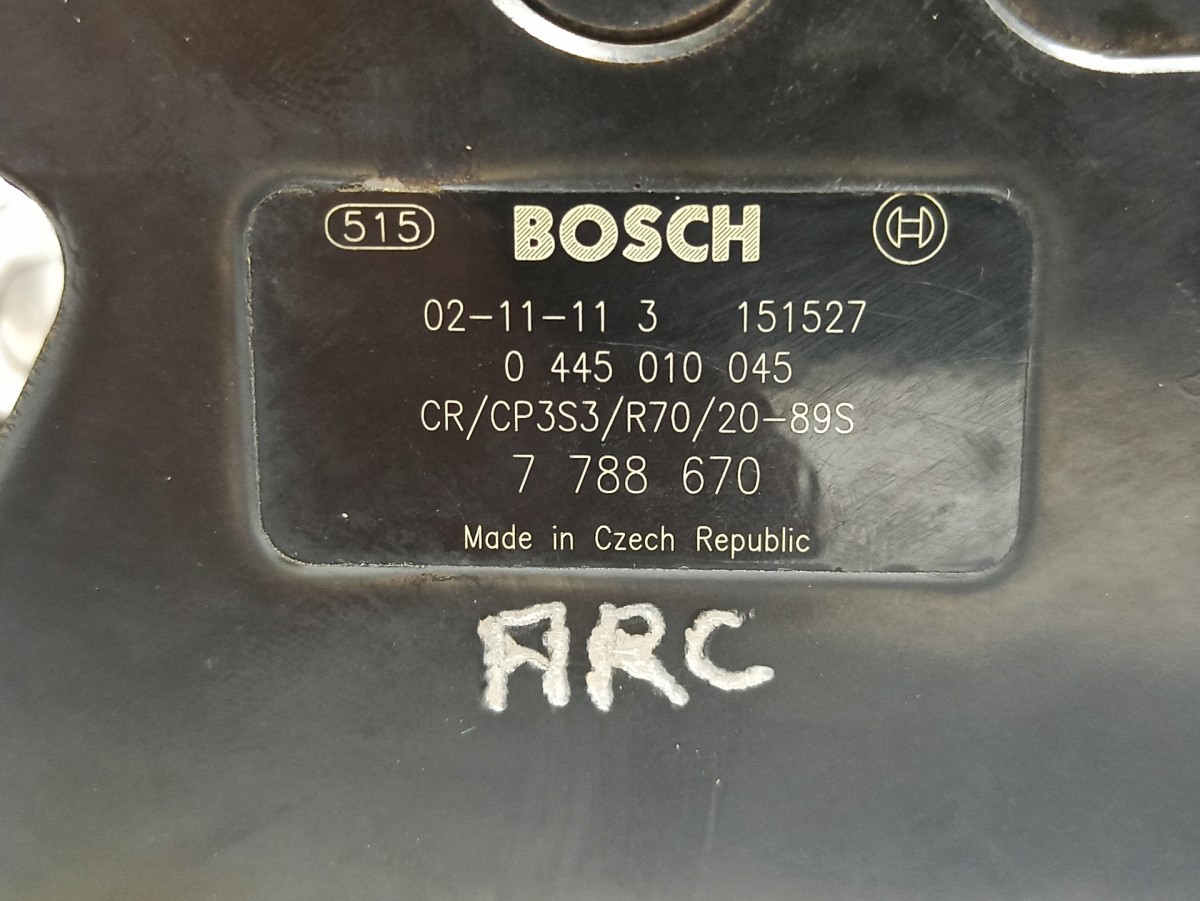 515 BOSCH
02-11-11 3 151527
0 445 010 045
CR/CP3S3/R70/20-89S
7 788 670
Made in Czech Republic
ARC